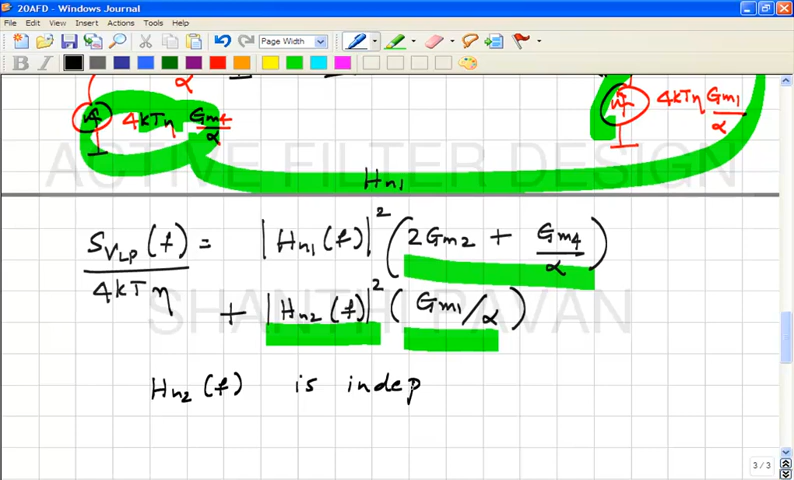 20AFD - Windows Journal
File Edit View Insert Actions Tools Help
Page Width
B I
α
4kTη Gm4/α
4kTη Gm1/α
ACTIVE FILTER DESIGN
Hn1
S_VLP(f)/4kTη = |Hn1(f)|² (2Gm2 + Gm4/α)
+ |Hn2(f)|² (Gm1/α)
SHANTHI PAVAN
Hn2(f) is indep
3 / 3